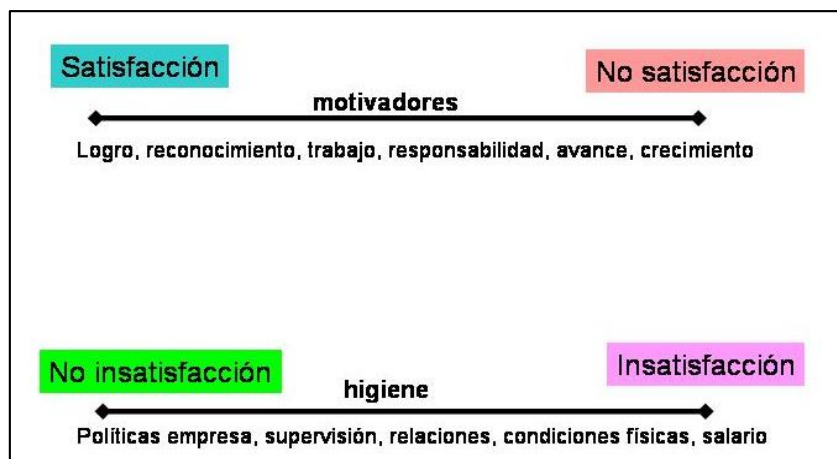 Satisfacción
No satisfacción
motivadores
Logro, reconocimiento, trabajo, responsabilidad, avance, crecimiento
No insatisfacción
Insatisfacción
higiene
Políticas empresa, supervisión, relaciones, condiciones físicas, salario